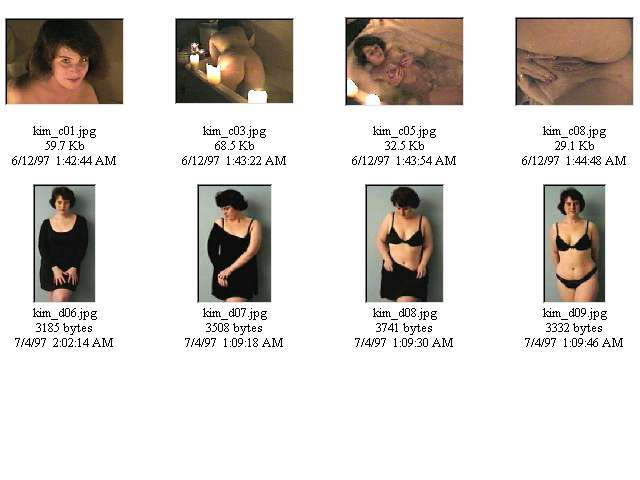 kim_c01.jpg kim_c03.jpg kim_c05.jpg kim_c08.jpg
59.7 Kb 68.5 Kb 32.5 Kb 29.1 Kb
6/12/97 1:42:44 AM 6/12/97 1:43:22 AM 6/12/97 1:43:54 AM 6/12/97 1:44:48 AM
kim_d06.jpg kim_d07.jpg kim_d08.jpg kim_d09.jpg
3185 bytes 3508 bytes 3741 bytes 3332 bytes
7/4/97 2:02:14 AM 7/4/97 1:09:18 AM 7/4/97 1:09:30 AM 7/4/97 1:09:46 AM